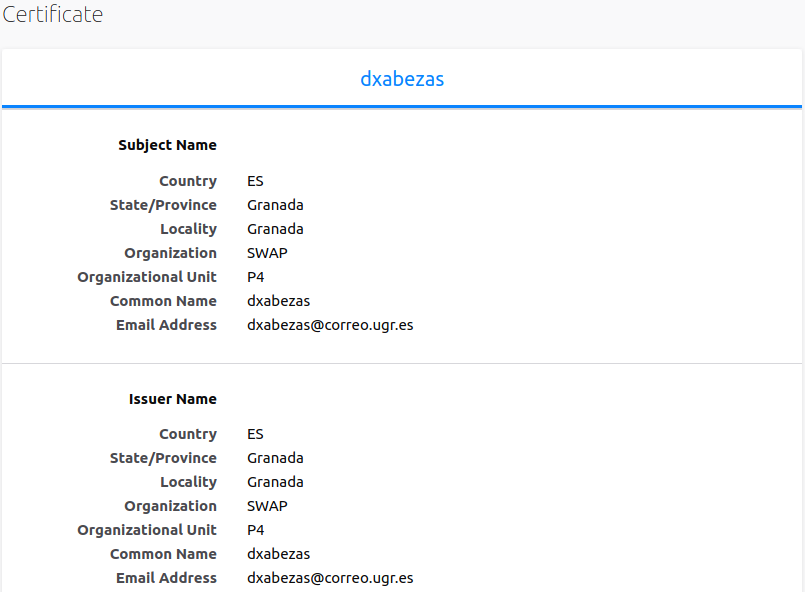 Certificate
dxabezas
Subject Name
Country ES
State/Province Granada
Locality Granada
Organization SWAP
Organizational Unit P4
Common Name dxabezas
Email Address dxabezas@correo.ugr.es
Issuer Name
Country ES
State/Province Granada
Locality Granada
Organization SWAP
Organizational Unit P4
Common Name dxabezas
Email Address dxabezas@correo.ugr.es